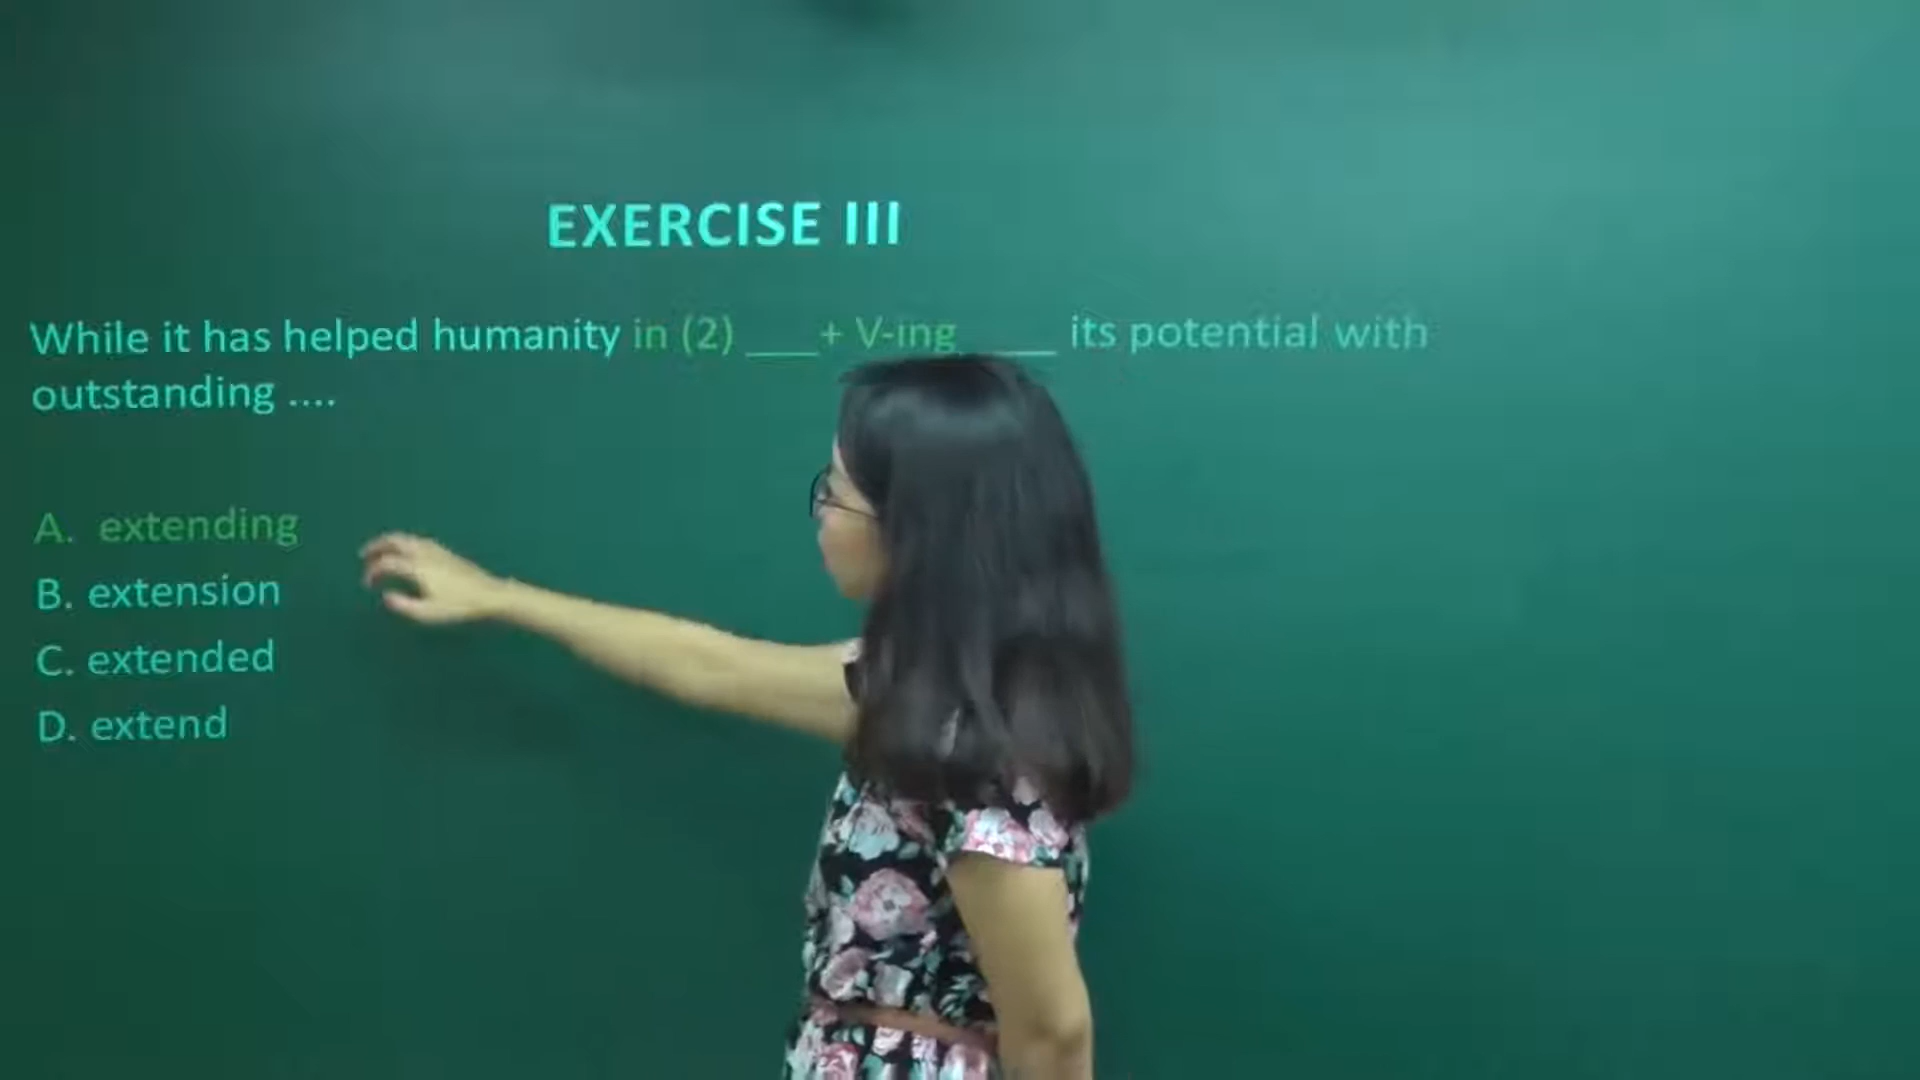 EXERCISE III
While it has helped humanity in (2) ___+ V-ing ____ its potential with
outstanding ....
A. extending
B. extension
C. extended
D. extend